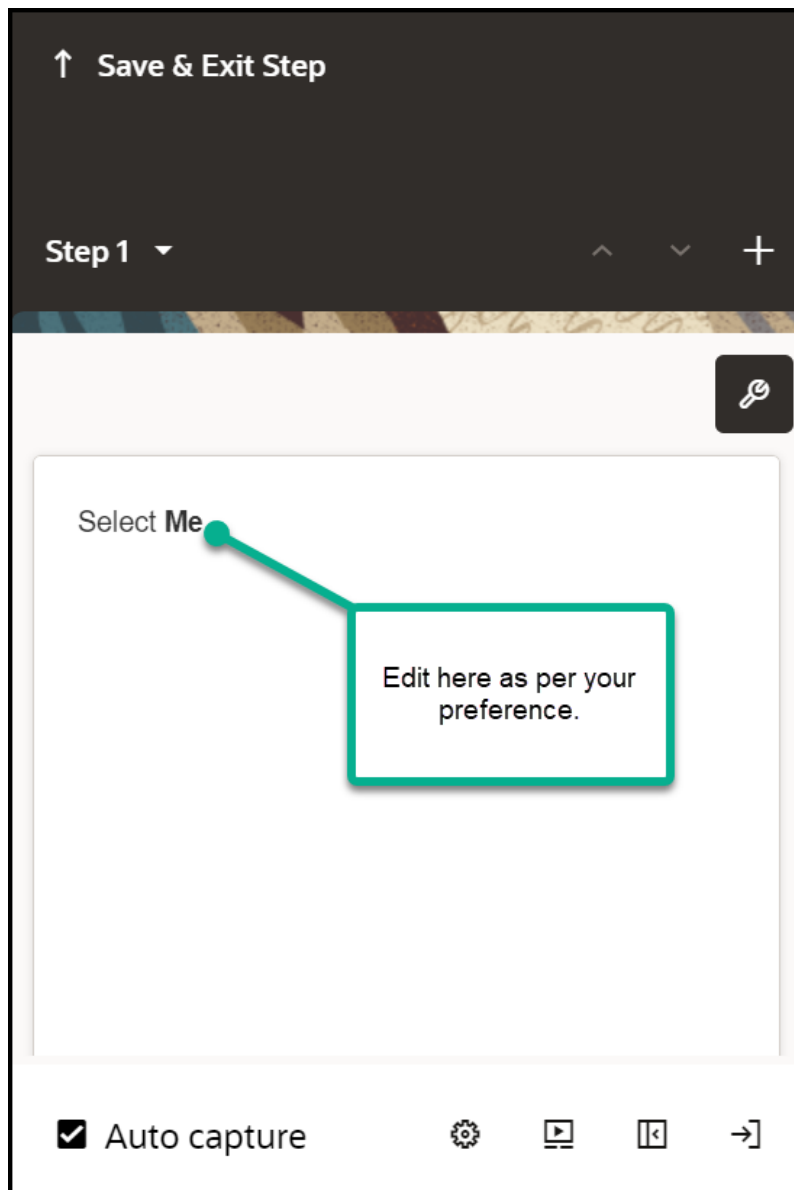 Save & Exit Step
Step 1
Select Me
Edit here as per your
preference.
Auto capture